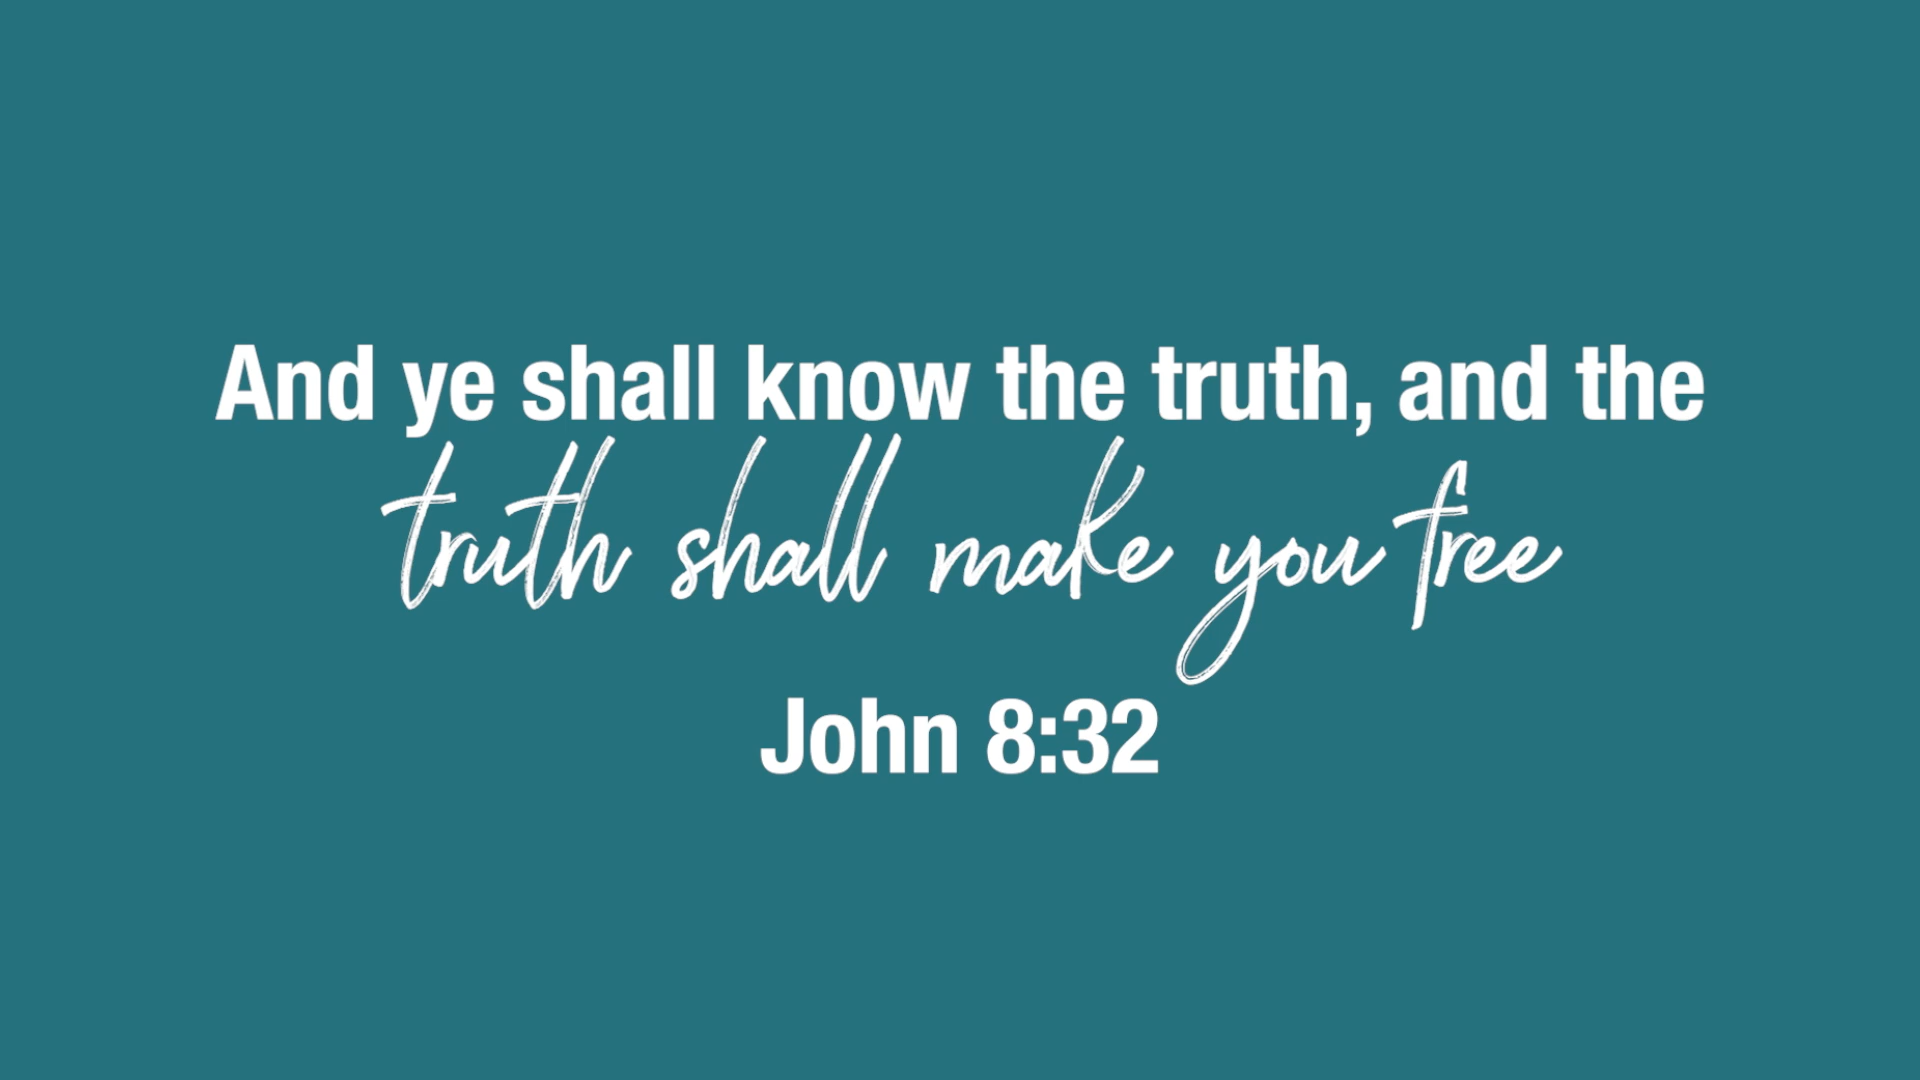 And ye shall know the truth, and the
truth shall make you free
John 8:32